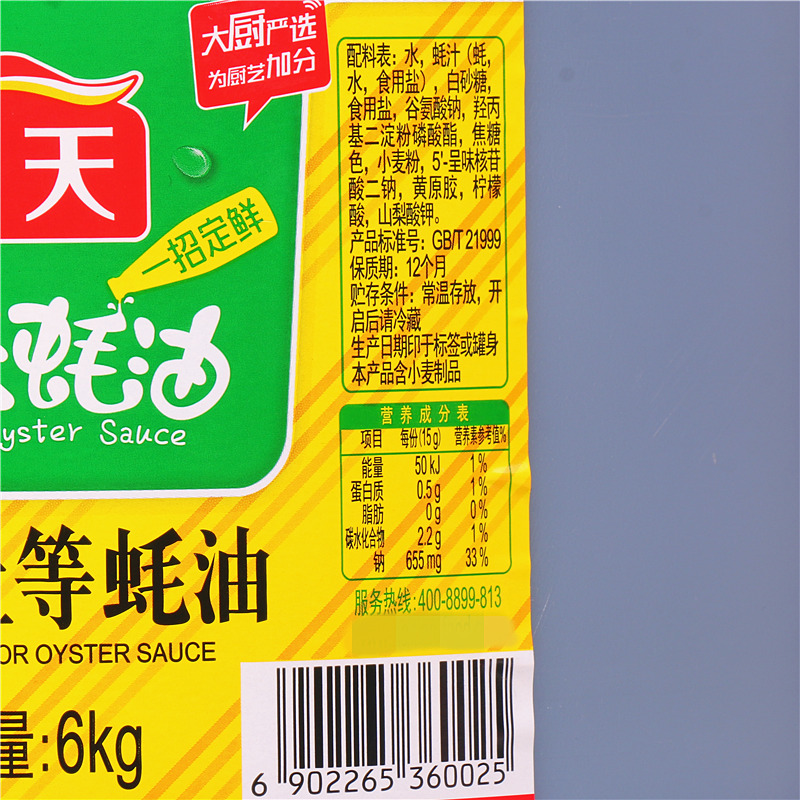 大厨严选
为厨艺加分
天
一招定鲜
蚝油
yster Sauce
等蚝油
OR OYSTER SAUCE
量:6kg
配料表：水，蚝汁（蚝，
水，食用盐），白砂糖，
食用盐，谷氨酸钠，羟丙
基二淀粉磷酸酯，焦糖
色，小麦粉，5'-呈味核苷
酸二钠，黄原胶，柠檬
酸，山梨酸钾。
产品标准号：GB/T 21999
保质期：12个月
贮存条件：常温存放，开
启后请冷藏
生产日期印于标签或罐身
本产品含小麦制品
营养成分表
项目 每份(15g) 营养素参考值%
能量 50 kJ 1%
蛋白质 0.5 g 1%
脂肪 0 g 0%
碳水化合物 2.2 g 1%
钠 655 mg 33%
服务热线:400-8899-813
6 902265 360025